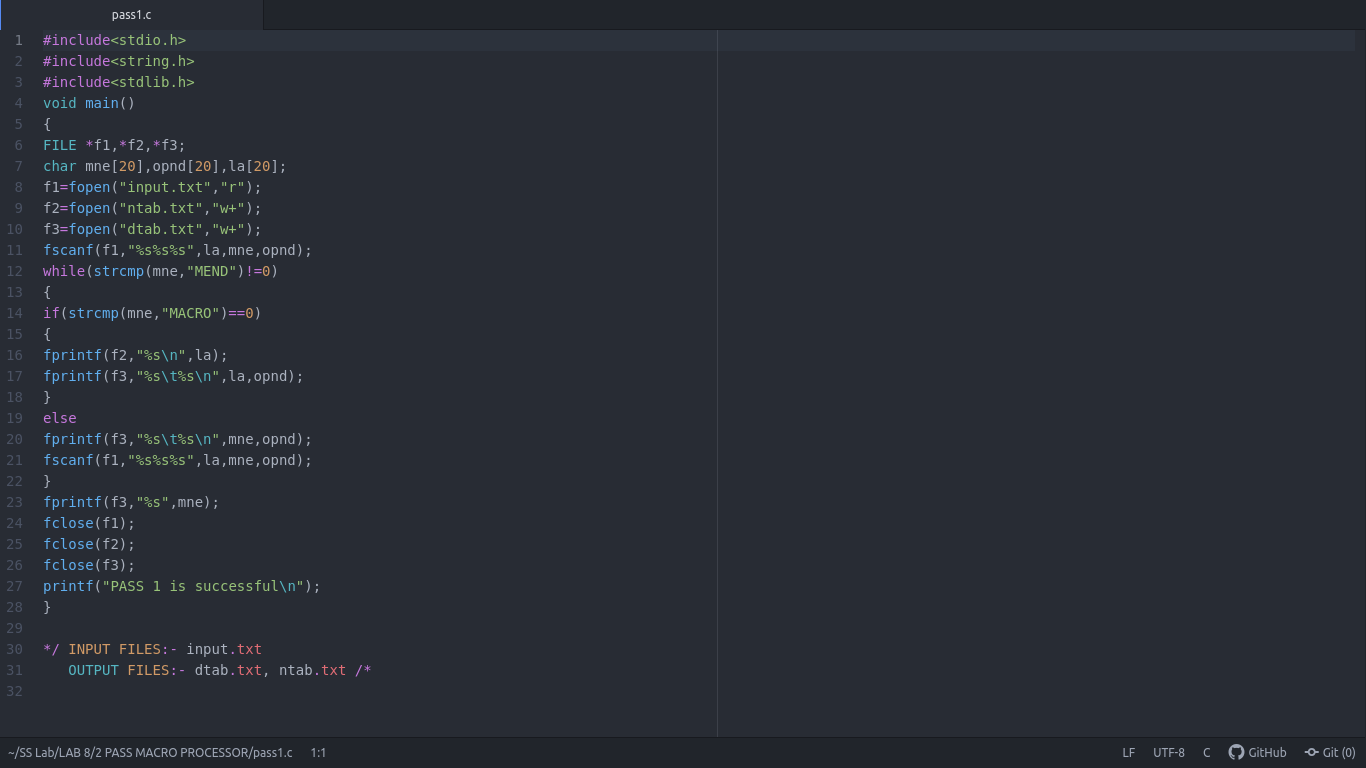 pass1.c
1 #include<stdio.h>
2 #include<string.h>
3 #include<stdlib.h>
4 void main()
5 {
6 FILE *f1,*f2,*f3;
7 char mne[20],opnd[20],la[20];
8 f1=fopen("input.txt","r");
9 f2=fopen("ntab.txt","w+");
10 f3=fopen("dtab.txt","w+");
11 fscanf(f1,"%s%s%s",la,mne,opnd);
12 while(strcmp(mne,"MEND")!=0)
13 {
14 if(strcmp(mne,"MACRO")==0)
15 {
16 fprintf(f2,"%s\n",la);
17 fprintf(f3,"%s\t%s\n",la,opnd);
18 }
19 else
20 fprintf(f3,"%s\t%s\n",mne,opnd);
21 fscanf(f1,"%s%s%s",la,mne,opnd);
22 }
23 fprintf(f3,"%s",mne);
24 fclose(f1);
25 fclose(f2);
26 fclose(f3);
27 printf("PASS 1 is successful\n");
28 }
29
30 */ INPUT FILES:- input.txt
31    OUTPUT FILES:- dtab.txt, ntab.txt /*
32
~/SS Lab/LAB 8/2 PASS MACRO PROCESSOR/pass1.c 1:1 LF UTF-8 C GitHub Git (0)